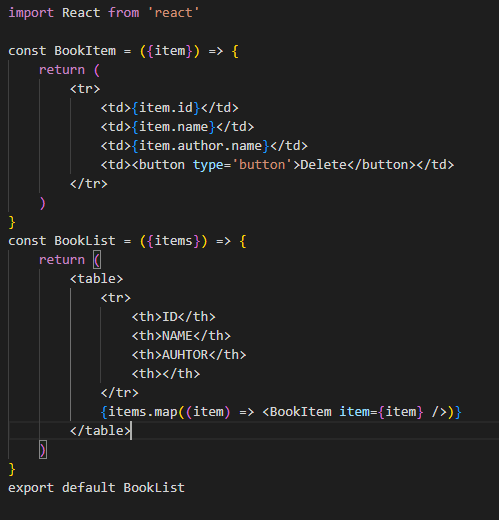 import React from 'react'

const BookItem = ({item}) => {
    return (
        <tr>
            <td>{item.id}</td>
            <td>{item.name}</td>
            <td>{item.author.name}</td>
            <td><button type='button'>Delete</button></td>
        </tr>
    )
}
const BookList = ({items}) => {
    return (
        <table>
            <tr>
                <th>ID</th>
                <th>NAME</th>
                <th>AUHTOR</th>
                <th></th>
            </tr>
            {items.map((item) => <BookItem item={item} />)}
        </table>
    )
}
export default BookList